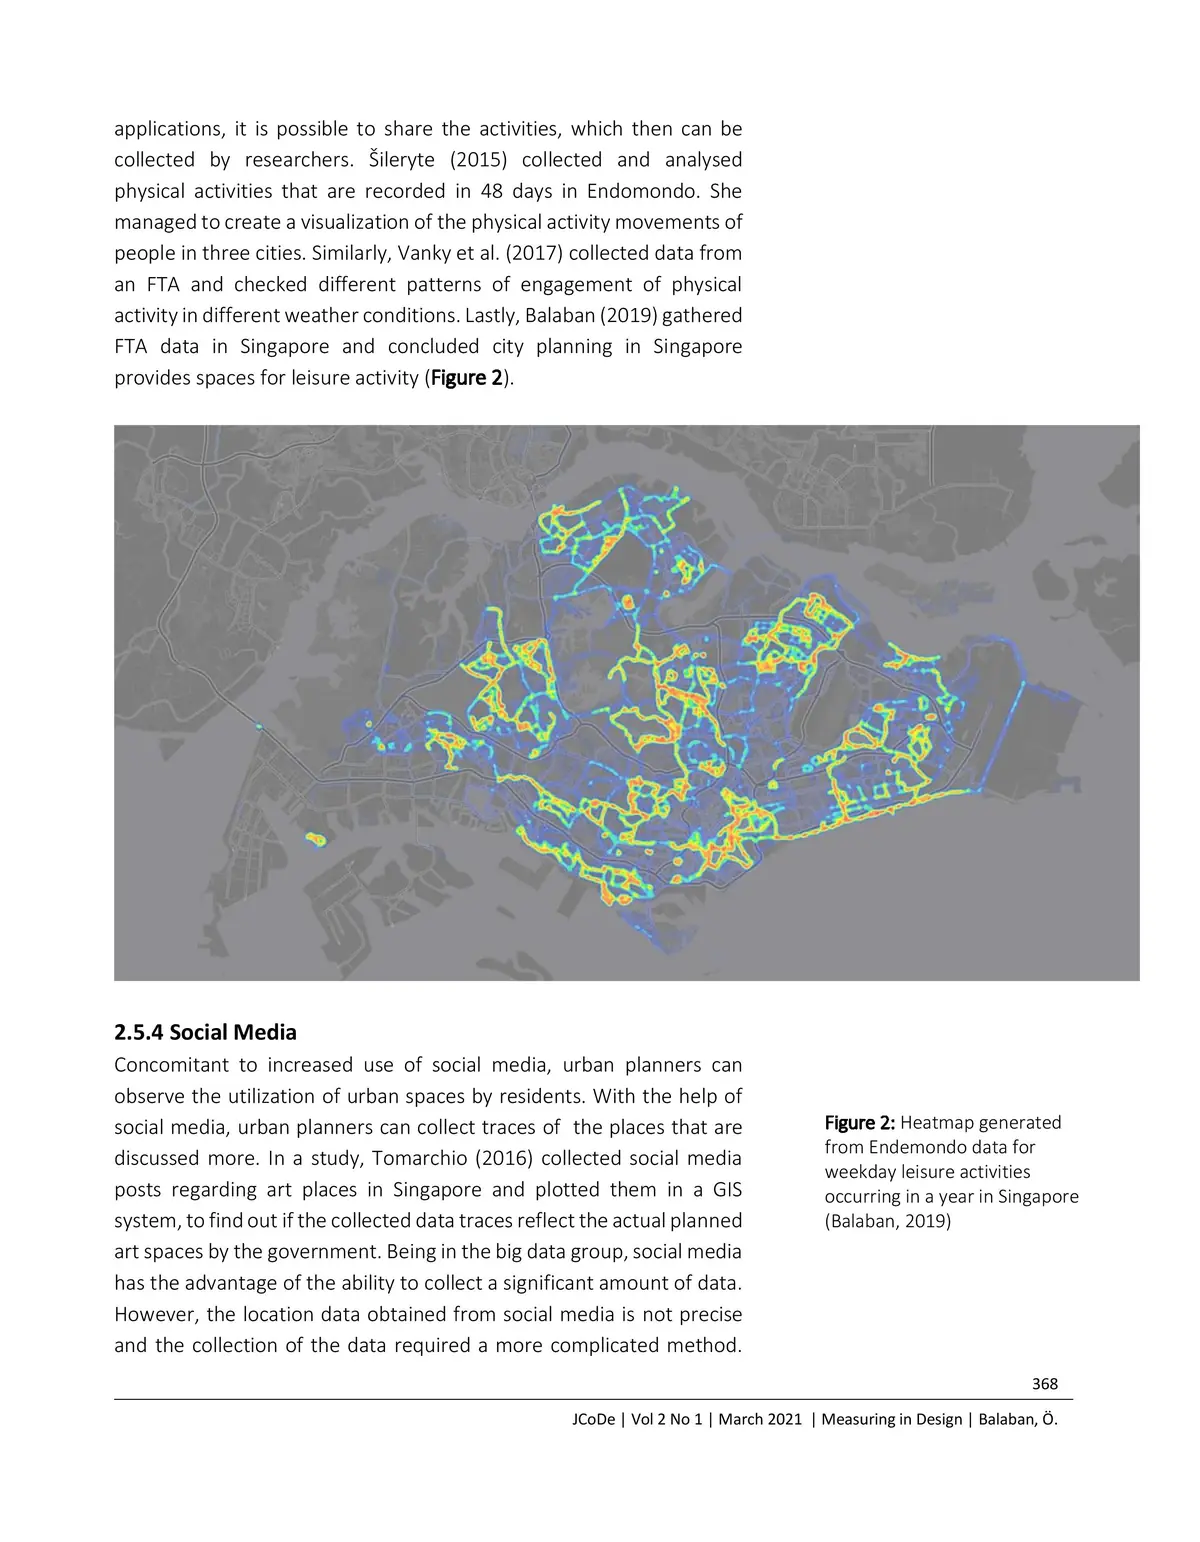 applications, it is possible to share the activities, which then can be
collected by researchers. Šileryte (2015) collected and analysed
physical activities that are recorded in 48 days in Endomondo. She
managed to create a visualization of the physical activity movements of
people in three cities. Similarly, Vanky et al. (2017) collected data from
an FTA and checked different patterns of engagement of physical
activity in different weather conditions. Lastly, Balaban (2019) gathered
FTA data in Singapore and concluded city planning in Singapore
provides spaces for leisure activity (Figure 2).
2.5.4 Social Media
Concomitant to increased use of social media, urban planners can
observe the utilization of urban spaces by residents. With the help of
social media, urban planners can collect traces of the places that are
discussed more. In a study, Tomarchio (2016) collected social media
posts regarding art places in Singapore and plotted them in a GIS
system, to find out if the collected data traces reflect the actual planned
art spaces by the government. Being in the big data group, social media
has the advantage of the ability to collect a significant amount of data.
However, the location data obtained from social media is not precise
and the collection of the data required a more complicated method.
Figure 2: Heatmap generated
from Endemondo data for
weekday leisure activities
occurring in a year in Singapore
(Balaban, 2019)
368
JCoDe | Vol 2 No 1 | March 2021 | Measuring in Design | Balaban, Ö.